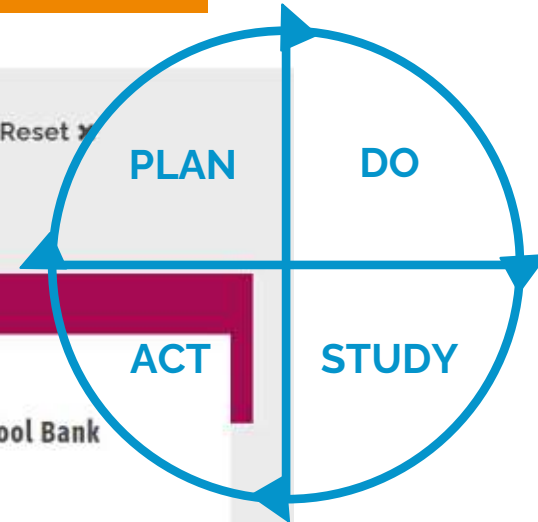 Reset ×
PLAN
DO
ACT
STUDY
ool Bank